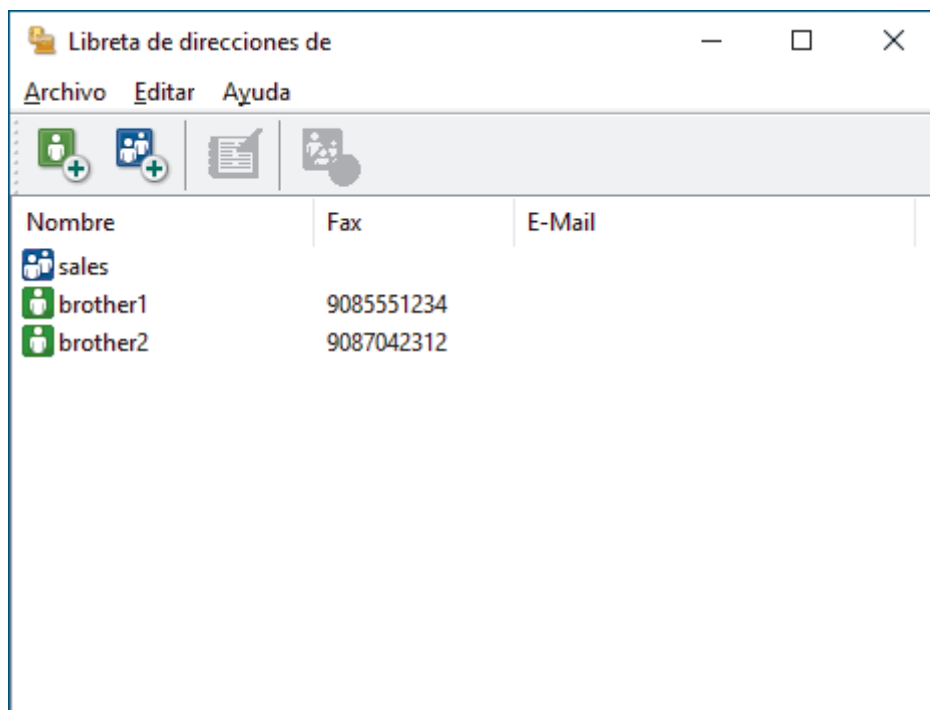 Libreta de direcciones de
Archivo Editar Ayuda
Nombre Fax E-Mail
sales
brother1 9085551234
brother2 9087042312